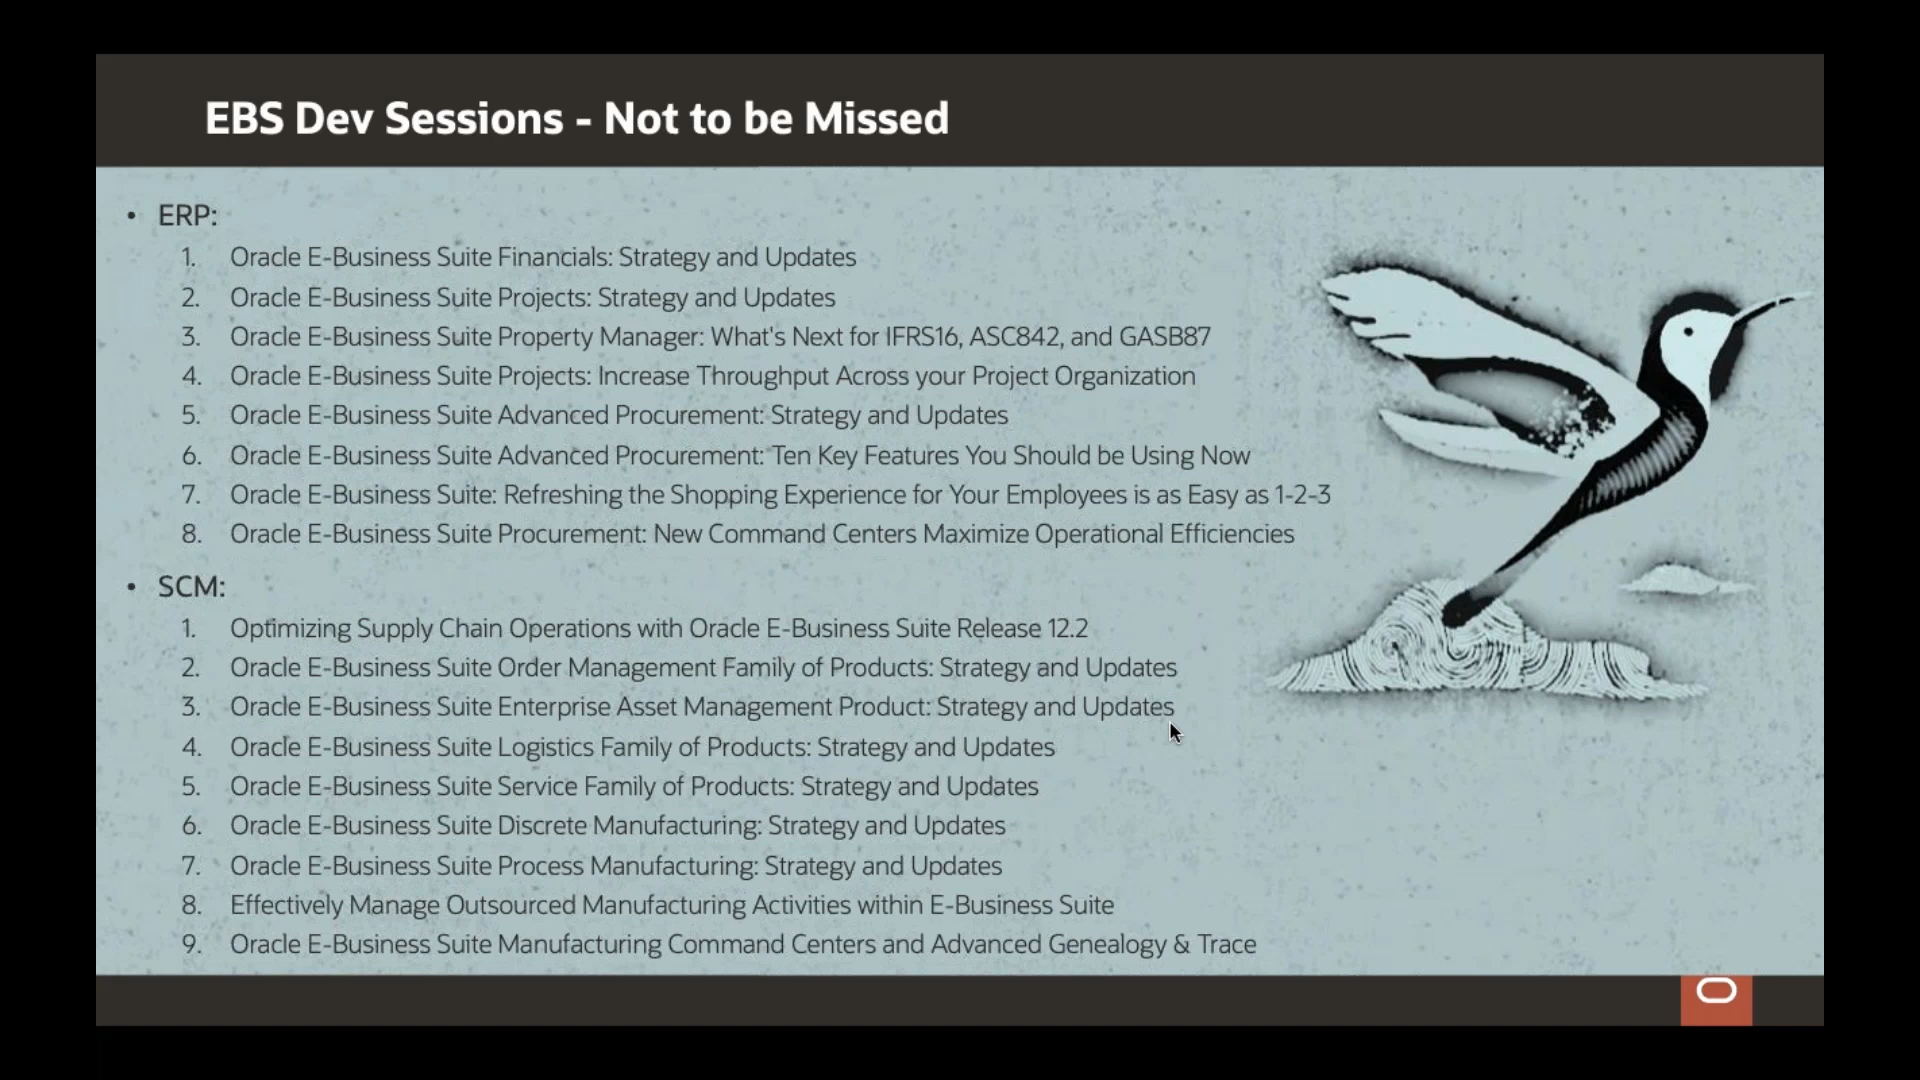 EBS Dev Sessions - Not to be Missed
• ERP:
1. Oracle E-Business Suite Financials: Strategy and Updates
2. Oracle E-Business Suite Projects: Strategy and Updates
3. Oracle E-Business Suite Property Manager: What's Next for IFRS16, ASC842, and GASB87
4. Oracle E-Business Suite Projects: Increase Throughput Across your Project Organization
5. Oracle E-Business Suite Advanced Procurement: Strategy and Updates
6. Oracle E-Business Suite Advanced Procurement: Ten Key Features You Should be Using Now
7. Oracle E-Business Suite: Refreshing the Shopping Experience for Your Employees is as Easy as 1-2-3
8. Oracle E-Business Suite Procurement: New Command Centers Maximize Operational Efficiencies
• SCM:
1. Optimizing Supply Chain Operations with Oracle E-Business Suite Release 12.2
2. Oracle E-Business Suite Order Management Family of Products: Strategy and Updates
3. Oracle E-Business Suite Enterprise Asset Management Product: Strategy and Updates
4. Oracle E-Business Suite Logistics Family of Products: Strategy and Updates
5. Oracle E-Business Suite Service Family of Products: Strategy and Updates
6. Oracle E-Business Suite Discrete Manufacturing: Strategy and Updates
7. Oracle E-Business Suite Process Manufacturing: Strategy and Updates
8. Effectively Manage Outsourced Manufacturing Activities within E-Business Suite
9. Oracle E-Business Suite Manufacturing Command Centers and Advanced Genealogy & Trace